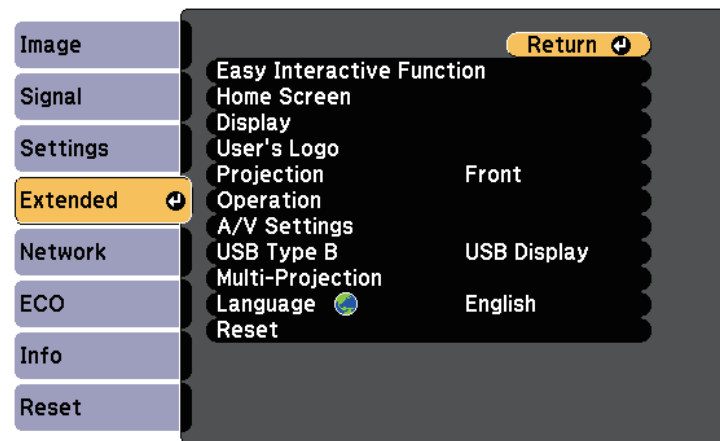 Image
Signal
Settings
Extended
Network
ECO
Info
Reset
Return
Easy Interactive Function
Home Screen
Display
User's Logo
Projection Front
Operation
A/V Settings
USB Type B USB Display
Multi-Projection
Language English
Reset